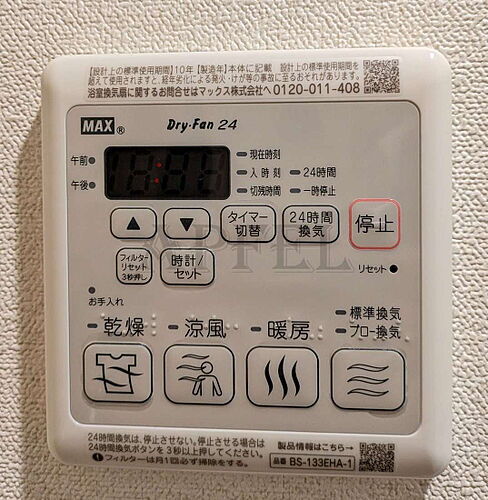 【設計上の標準使用期間】10年【製造年】本体に記載 設計上の標準使用期間を
超えて使用されますと、経年劣化による発火・けが等の事故に至るおそれがあります。
浴室換気扇に関するお問合せはマックス株式会社へ 0120-011-408
MAX® Dry・Fan 24
午前
午後
現在時刻
入 時刻 24時間
切残時間 一時停止
▲ ▼ タイマー切替 24時間換気 停止
フィルターリセット3秒押し 時計/セット リセット
APFEL
お手入れ
乾燥 涼風 暖房 標準換気
プロー換気
24時間換気は、停止させない。停止させる場合は
24時間換気ボタンを3秒以上押してください。
フィルターは月1回必ず掃除をする。
製品情報はこちら→
品番 BS-133EHA-1